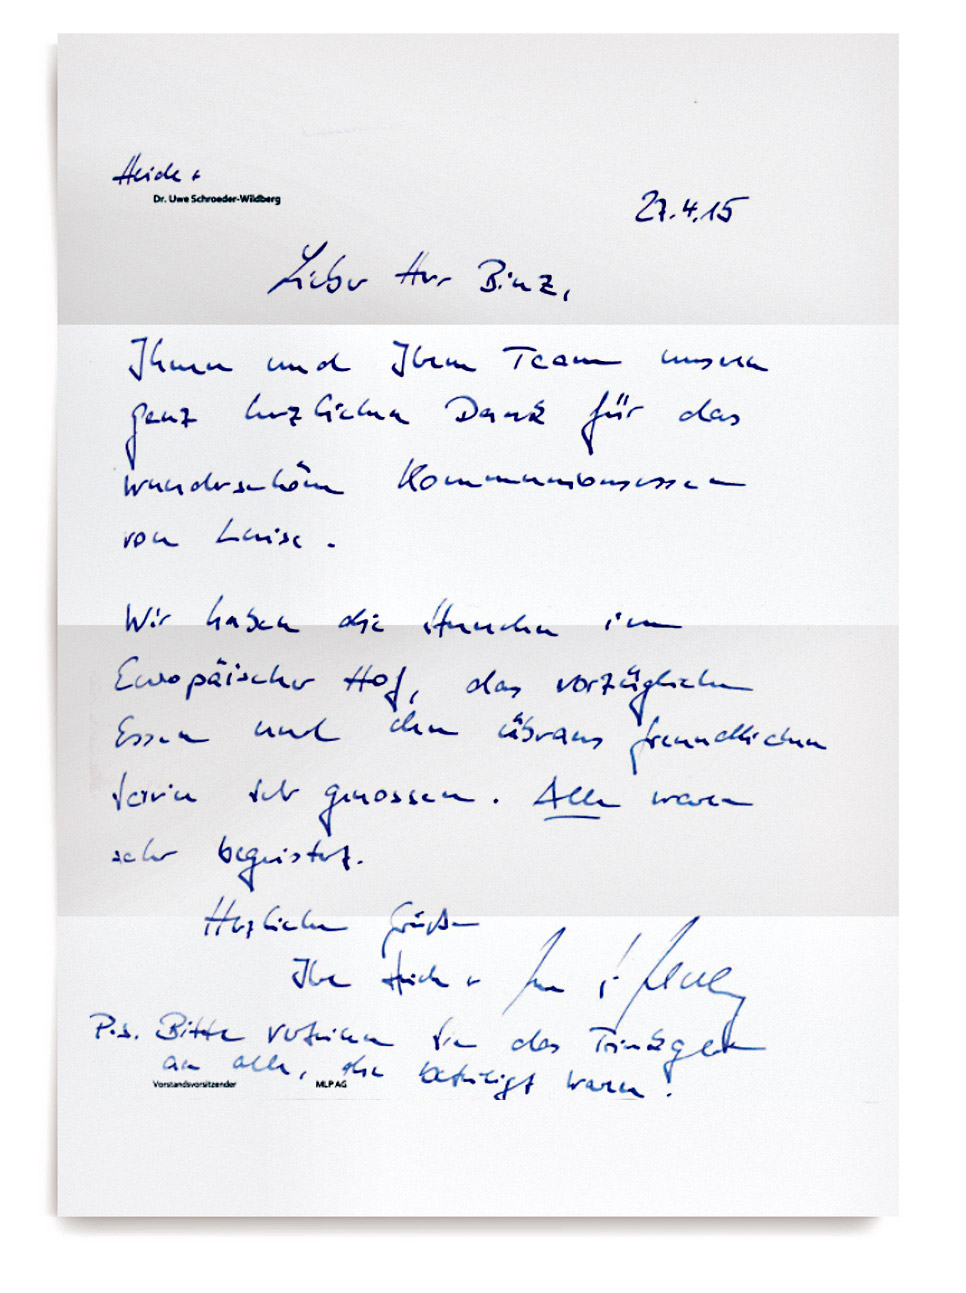 Heide +
Dr. Uwe Schroeder-Wildberg
27.4.15
Lieber Herr Binz,
Ihnen und Ihrem Team unseren
ganz herzlichen Dank für das
wunderschöne Kommunionsessen
von Luise.
Wir haben die Stunden im
Europäischer Hof, das vorzügliche
Essen und den überaus freundlichen
Service sehr genossen. Alle waren
sehr begeistert.
Herzliche Grüße
Ihre Heide +
P.s. Bitte verteilen Sie das Trinkgeld
an alle, die beteiligt waren!
Vorstandsvorsitzender MLP AG